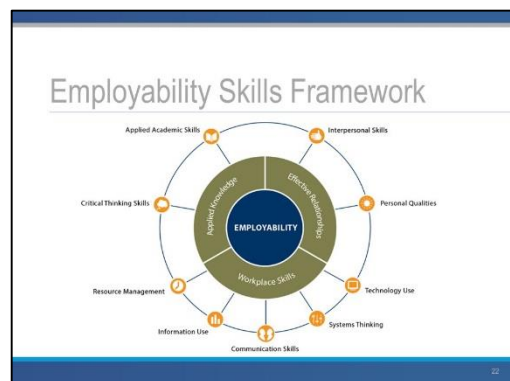 Employability Skills Framework
Applied Academic Skills
Interpersonal Skills
Critical Thinking Skills
Applied Knowledge
Effective Relationships
Personal Qualities
EMPLOYABILITY
Workplace Skills
Resource Management
Technology Use
Information Use
Systems Thinking
Communication Skills
22